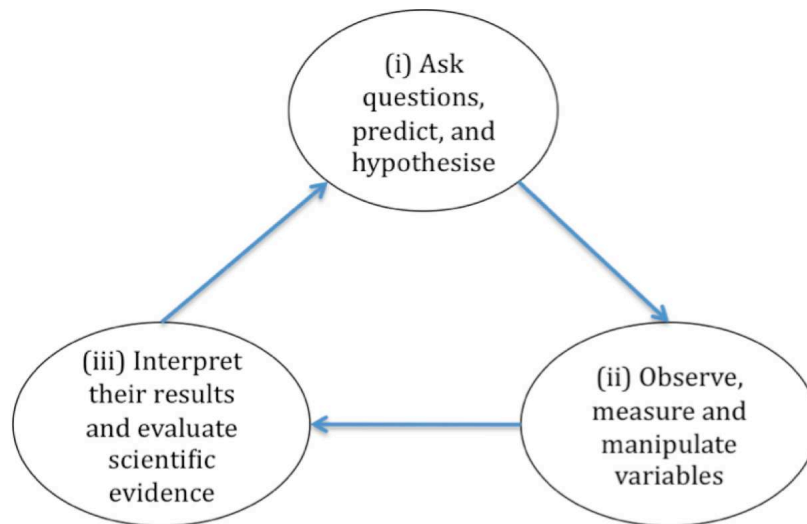 (i) Ask
questions,
predict, and
hypothesise
(ii) Observe,
measure and
manipulate
variables
(iii) Interpret
their results
and evaluate
scientific
evidence